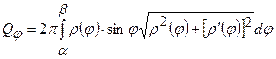 Q_φ = 2π∫_α^β ρ(φ)·sin φ√(ρ²(φ)+[ρ'(φ)]²) dφ